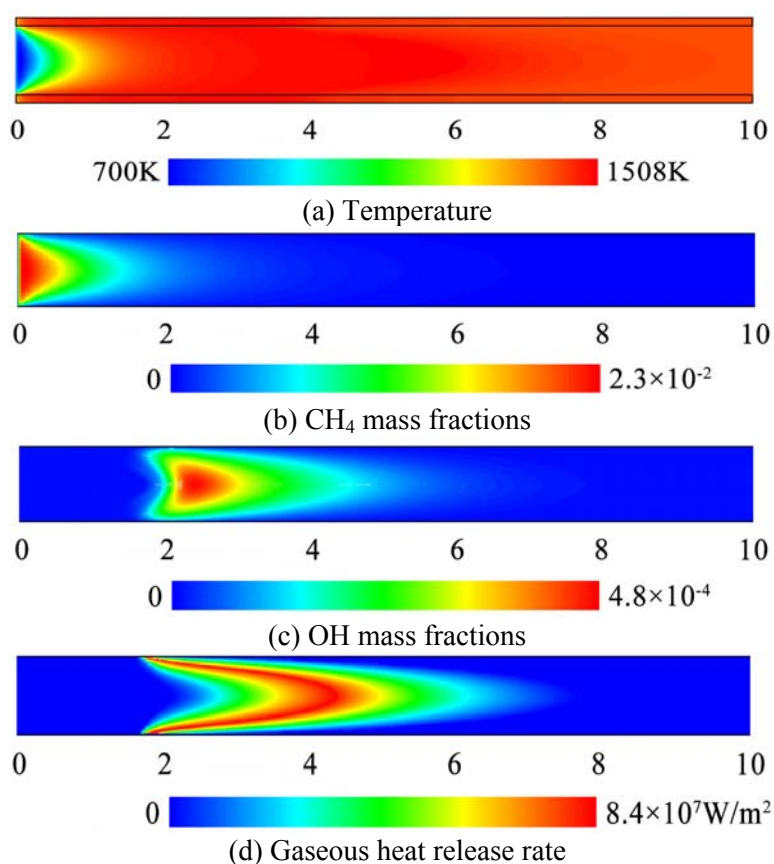 0 2 4 6 8 10
700K 1508K
(a) Temperature
0 2 4 6 8 10
0 2.3×10⁻²
(b) CH₄ mass fractions
0 2 4 6 8 10
0 4.8×10⁻⁴
(c) OH mass fractions
0 2 4 6 8 10
0 8.4×10⁷W/m²
(d) Gaseous heat release rate